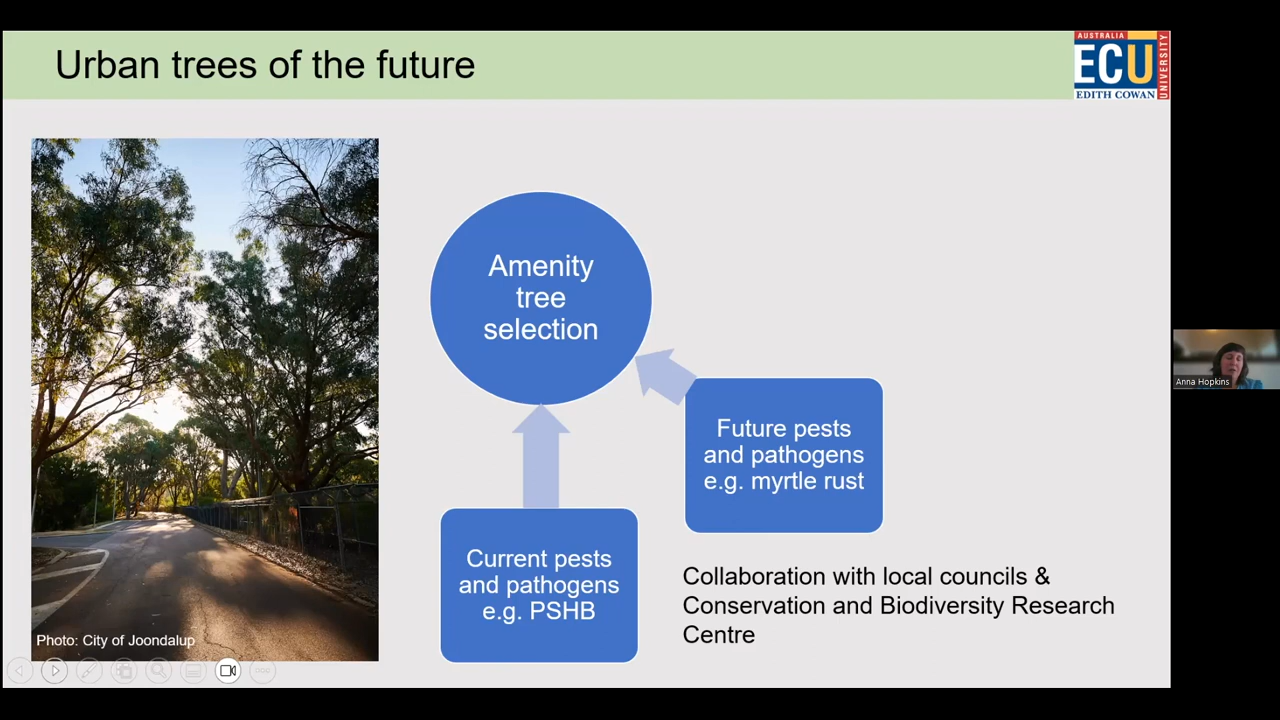 Urban trees of the future
AUSTRALIA
ECU
EDITH COWAN
UNIVERSITY
Amenity
tree
selection
Future pests
and pathogens
e.g. myrtle rust
Current pests
and pathogens
e.g. PSHB
Collaboration with local councils &
Conservation and Biodiversity Research
Centre
Photo: City of Joondalup
Anna Hopkins